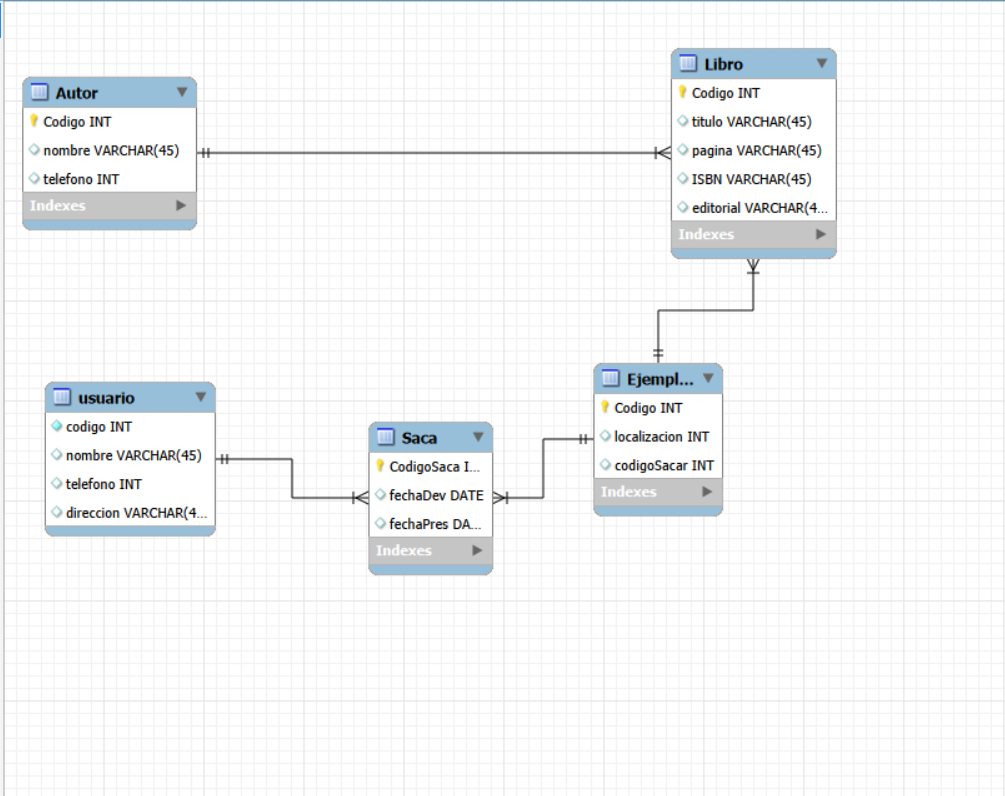 Autor
Codigo INT
nombre VARCHAR(45)
telefono INT
Indexes
Libro
Codigo INT
titulo VARCHAR(45)
pagina VARCHAR(45)
ISBN VARCHAR(45)
editorial VARCHAR(4...
Indexes
usuario
codigo INT
nombre VARCHAR(45)
telefono INT
direccion VARCHAR(4...
Saca
CodigoSaca I...
fechaDev DATE
fechaPres DA...
Indexes
Ejempl...
Codigo INT
localizacion INT
codigoSacar INT
Indexes